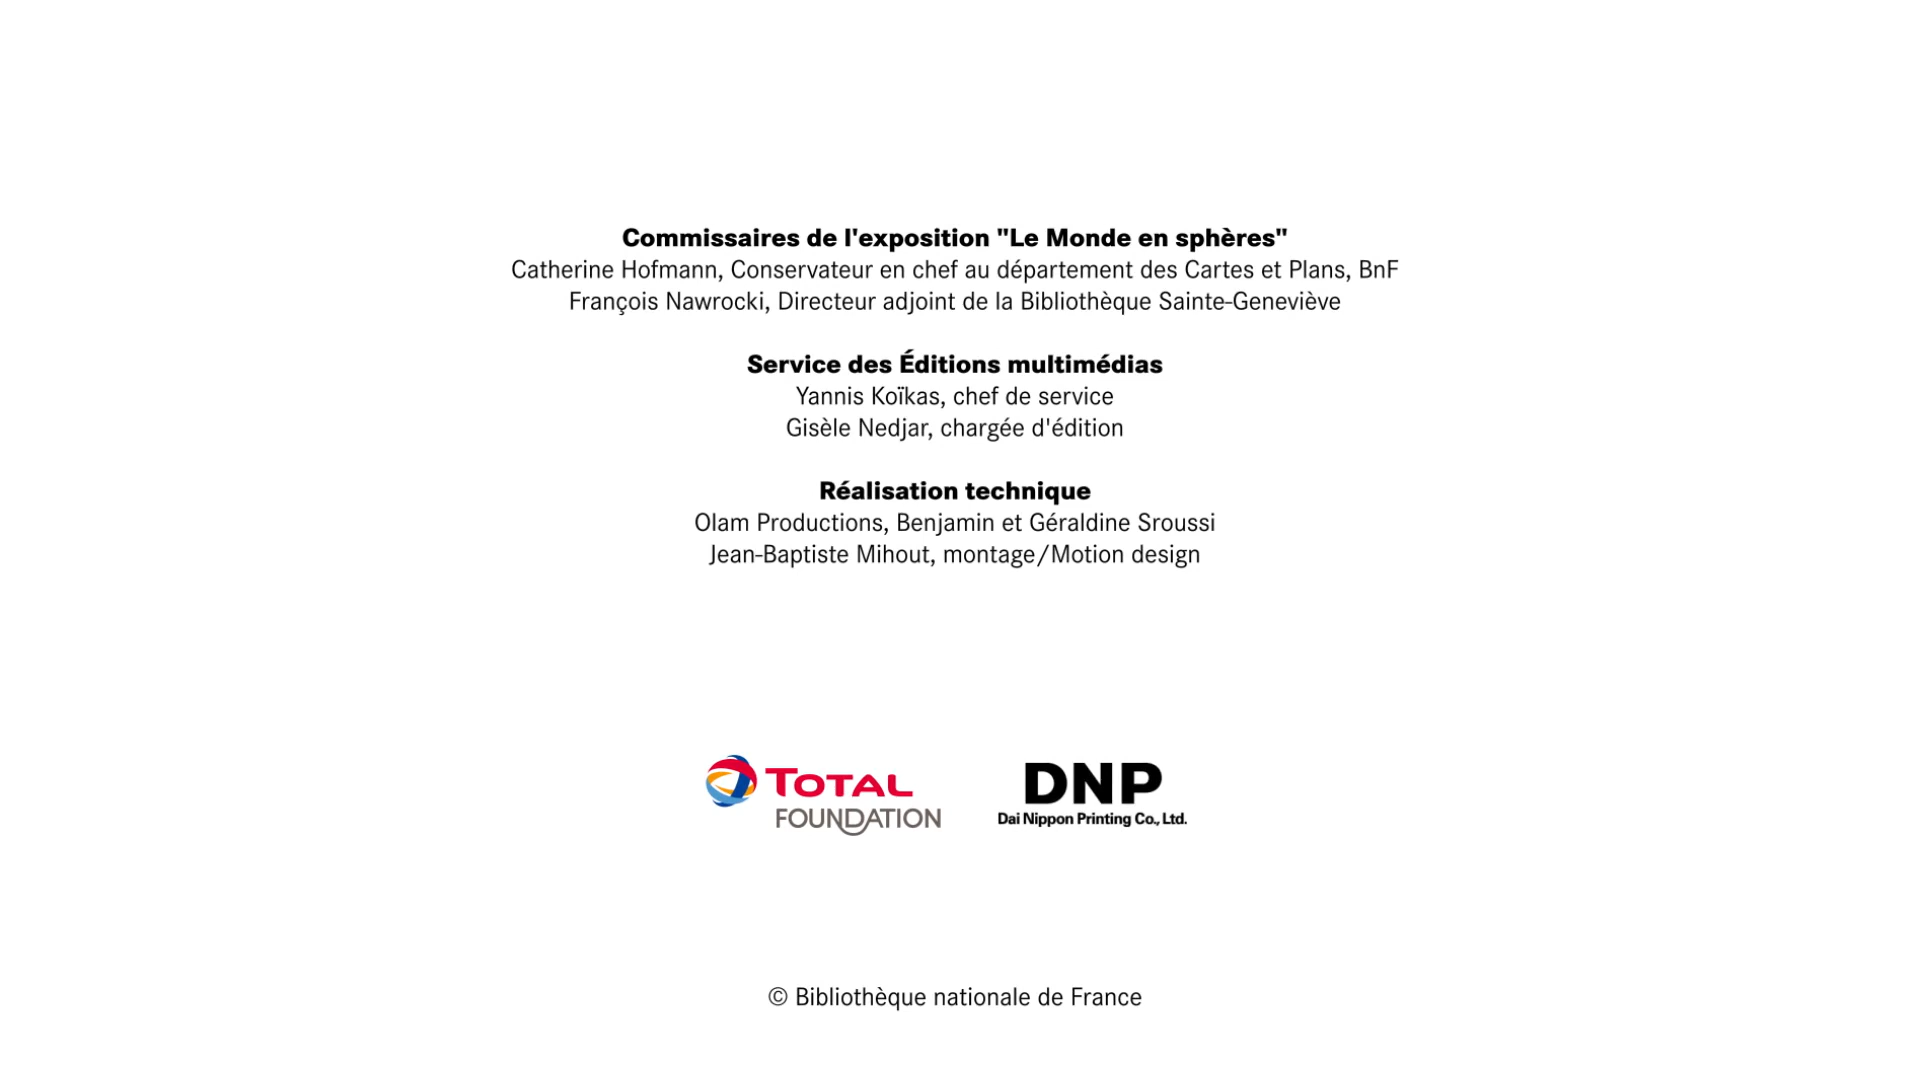 Commissaires de l'exposition "Le Monde en sphères"
Catherine Hofmann, Conservateur en chef au département des Cartes et Plans, BnF
François Nawrocki, Directeur adjoint de la Bibliothèque Sainte-Geneviève
Service des Éditions multimédias
Yannis Koïkas, chef de service
Gisèle Nedjar, chargée d'édition
Réalisation technique
Olam Productions, Benjamin et Géraldine Sroussi
Jean-Baptiste Mihout, montage/Motion design
TOTAL
FOUNDATION
DNP
Dai Nippon Printing Co., Ltd.
© Bibliothèque nationale de France